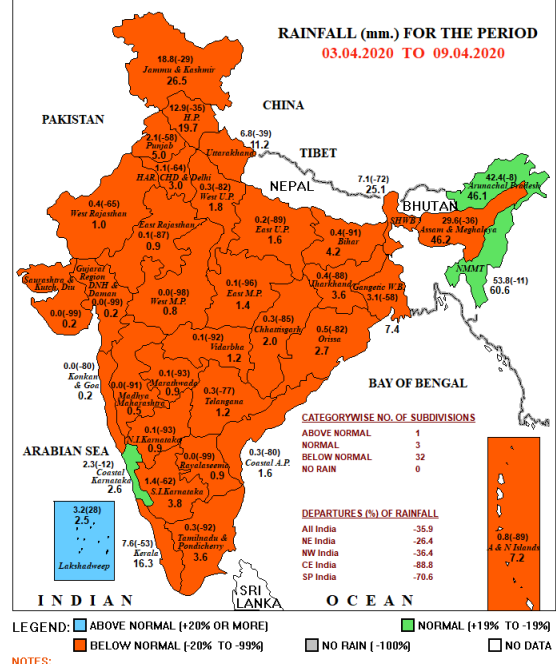 RAINFALL (mm.) FOR THE PERIOD
03.04.2020 TO 09.04.2020
18.8(-29)
Jammu & Kashmir
26.5
12.9(-35)
H.P.
19.7
CHINA
PAKISTAN
2.1(-58)
Punjab
5.0
6.8(-39)
11.2
Uttarakhand
TIBET
1.1(-64)
HAR. CHD & Delhi
3.0
NEPAL
7.1(-72)
25.1
42.4(-8)
Arunachal Pradesh
46.1
0.3(-82)
West U.P.
1.8
BHUTAN
0.4(-65)
West Rajasthan
1.0
East Rajasthan
0.1(-87)
0.9
0.2(-89)
East U.P.
1.6
0.4(-91)
Bihar
4.2
SHWB
29.6(-36)
Assam & Meghalaya
46.2
NMMT
53.8(-11)
60.6
Saurashtra &
Kutch, Diu
0.0(-99)
0.2
Gujarat
Region
DNH &
Daman
0.0(-99)
0.2
0.0(-98)
West M.P.
0.8
0.1(-96)
East M.P.
1.4
0.4(-88)
Jharkhand
3.6
Gangetic W.B.
3.1(-58)
7.4
0.3(-85)
Chhattisgarh
2.0
0.5(-82)
Orissa
2.7
0.1(-92)
Vidarbha
1.2
0.0(-80)
Konkan
& Goa
0.2
0.0(-91)
Madhya
Maharashtra
0.5
0.1(-93)
Marathwada
0.9
0.3(-77)
Telangana
1.2
BAY OF BENGAL
0.1(-93)
N.I.Karnataka
0.9
ARABIAN SEA
2.3(-12)
Coastal
Karnataka
2.6
0.0(-99)
Rayalaseema
0.9
0.3(-80)
Coastal A.P.
1.6
1.4(-62)
S.I.Karnataka
3.8
CATEGORYWISE NO. OF SUBDIVISIONS
ABOVE NORMAL 1
NORMAL 3
BELOW NORMAL 32
NO RAIN 0
DEPARTURES (%) OF RAINFALL
All India -35.9
NE India -26.4
NW India -36.4
CE India -88.8
SP India -70.6
3.2(28)
2.5
Lakshadweep
7.6(-53)
Kerala
16.3
0.3(-92)
Tamilnadu &
Pondicherry
3.6
0.8(-89)
A & N Islands
7.2
SRI
LANKA
INDIAN OCEAN
LEGEND: ABOVE NORMAL (+20% OR MORE) NORMAL (+19% TO -19%)
BELOW NORMAL (-20% TO -99%) NO RAIN (-100%) NO DATA
NOTES: